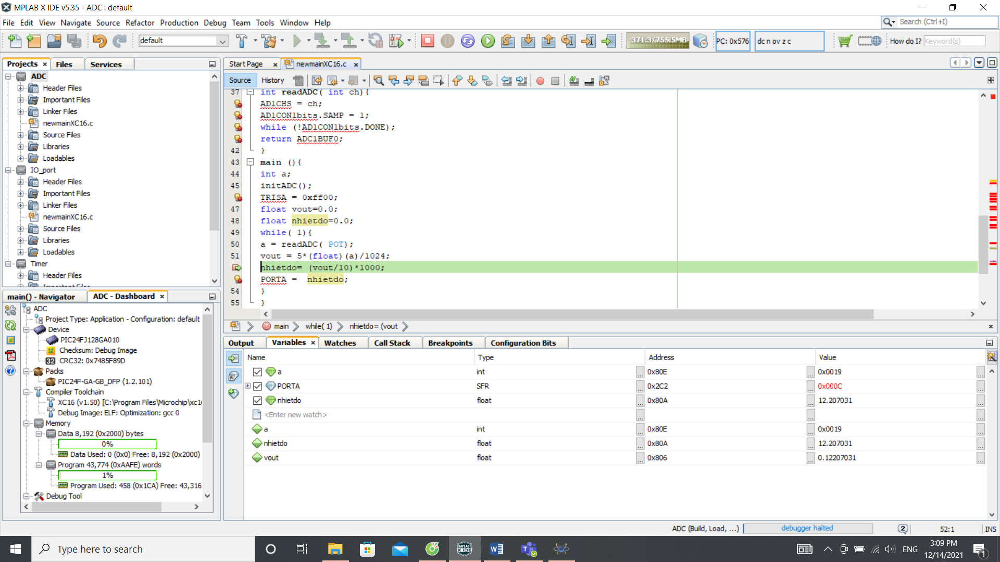 MPLAB X IDE v5.35 - ADC : default
File Edit View Navigate Source Refactor Production Debug Team Tools Window Help
Search (Ctrl+I)
default
371.3/755.5MB
PC: 0x576
dc n ov z c
How do I?
Keyword(s)
Projects Files Services
ADC
Header Files
Important Files
Linker Files
newmainXC16.c
Source Files
Libraries
Loadables
IO_port
Header Files
Important Files
Linker Files
newmainXC16.c
Source Files
Libraries
Loadables
Timer
Header Files
Important Files
main() - Navigator ADC - Dashboard
ADC
Project Type: Application - Configuration: default
Device
PIC24FJ128GA010
Checksum: Debug Image
CRC32: 0x7485F89D
Packs
PIC24F-GA-GB_DFP (1.2.101)
Compiler Toolchain
XC16 (v1.50) [C:\Program Files\Microchip\xc1
Debug Image: ELF: Optimization: gcc 0
Memory
Data 8,192 (0x2000) bytes
0%
Data Used: 0 (0x0) Free: 8,192 (0x2000)
Program 43,774 (0xAAFE) words
1%
Program Used: 458 (0x1CA) Free: 43,316
Debug Tool
Start Page newmainXC16.c
Source History
37 int readADC( int ch){
AD1CHS = ch;
AD1CON1bits.SAMP = 1;
while (!AD1CON1bits.DONE);
return ADC1BUF0;
42 }
43 main (){
44 int a;
45 initADC();
TRISA = 0xff00;
47 float vout=0.0;
48 float nhietdo=0.0;
49 while( 1){
50 a = readADC( POT);
51 vout = 5*(float)(a)/1024;
nhietdo= (vout/10)*1000;
PORTA =  nhietdo;
54 }
55 }
main while( 1) nhietdo= (vout
Output Variables Watches Call Stack Breakpoints Configuration Bits
Name Type Address Value
a int 0x80E 0x0019
PORTA SFR 0x2C2 0x000C
nhietdo float 0x80A 12.207031
<Enter new watch>
a int 0x80E 0x0019
nhietdo float 0x80A 12.207031
vout float 0x806 0.12207031
ADC (Build, Load, ...) debugger halted 2 52:1 INS
Type here to search
ENG
3:09 PM
12/14/2021
1